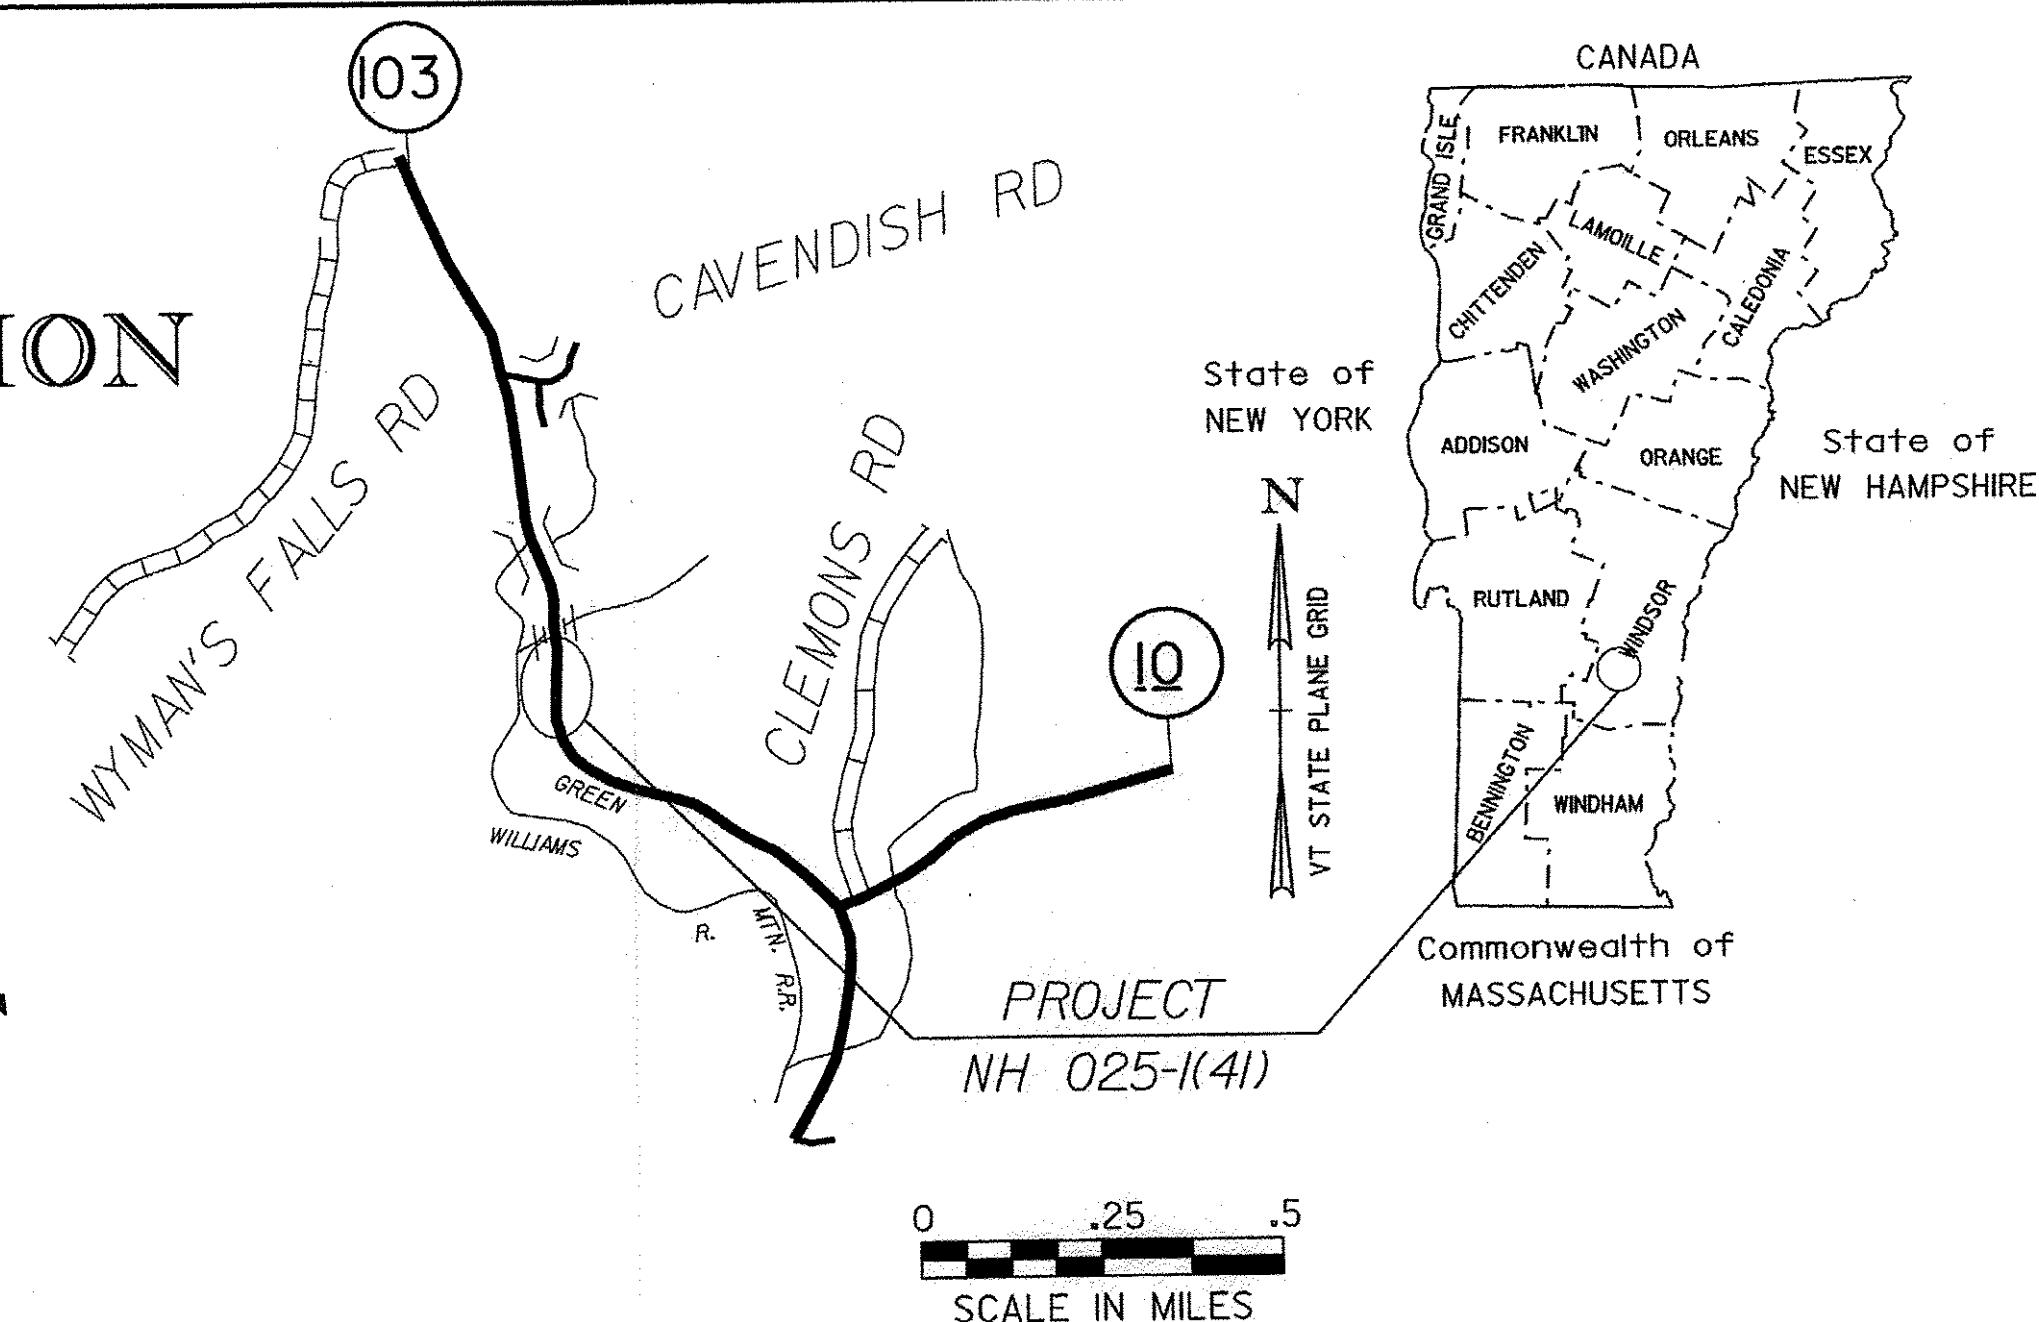 103
CAVENDISH RD
ION
WYMAN'S FALLS RD
CLEMONS RD
10
GREEN
MTN. R.R.
WILLIAMS
R.
PROJECT
NH 025-1(41)
0 .25 .5
SCALE IN MILES
N
VT STATE PLANE GRID
CANADA
State of
NEW YORK
State of
NEW HAMPSHIRE
Commonwealth of
MASSACHUSETTS
GRAND ISLE
FRANKLIN
ORLEANS
ESSEX
LAMOILLE
CHITTENDEN
CALEDONIA
WASHINGTON
ADDISON
ORANGE
RUTLAND
WINDSOR
BENNINGTON
WINDHAM